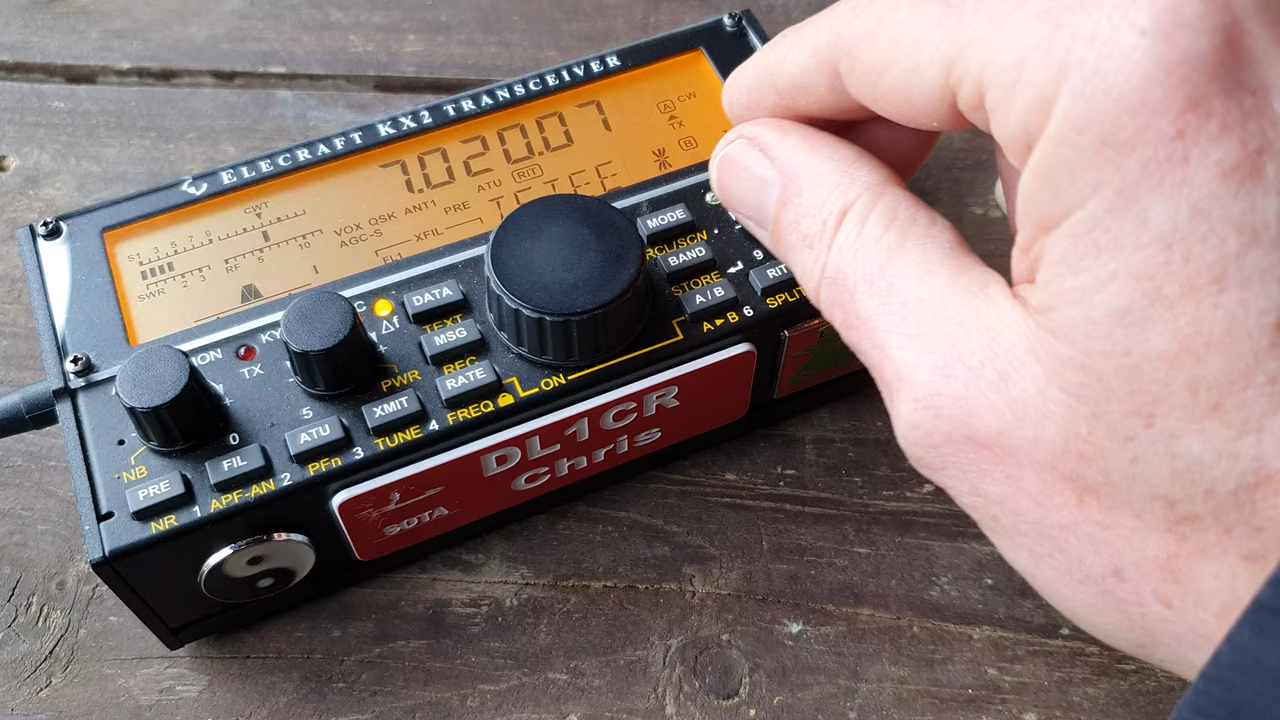 ELECRAFT KX2 TRANSCEIVER
7.020.07
A CW
TX
B
CWT
S1 3 5 7 9
SWR 2 3
RF 5 10
VOX QSK ANT1 PRE ATU RIT
AGC-S
XFIL
FL1
MODE
RCL/SCN
BAND
STORE
A / B
A▶B 6
9
RIT
SPLIT
DATA
TEXT
MSG
REC
RATE
FREQ
ON
Δf
PWR
XMIT
TUNE 4
TX
5
ATU
PFn 3
0
FIL
APF-AN 2
NB
PRE
NR 1
DL1CR
Chris
SOTA